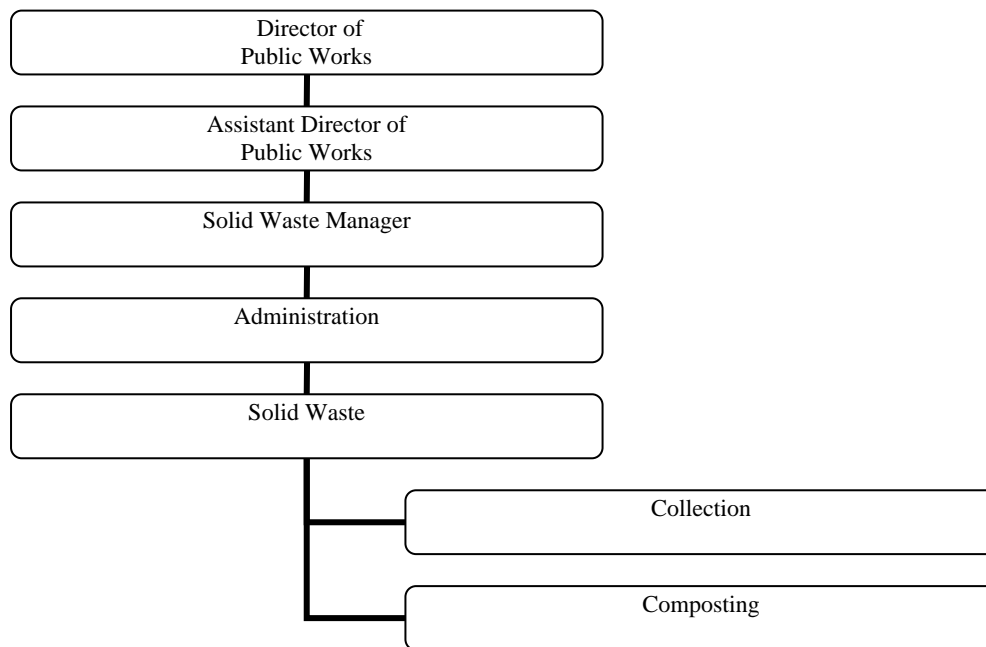 Director of
Public Works
Assistant Director of
Public Works
Solid Waste Manager
Administration
Solid Waste
Collection
Composting